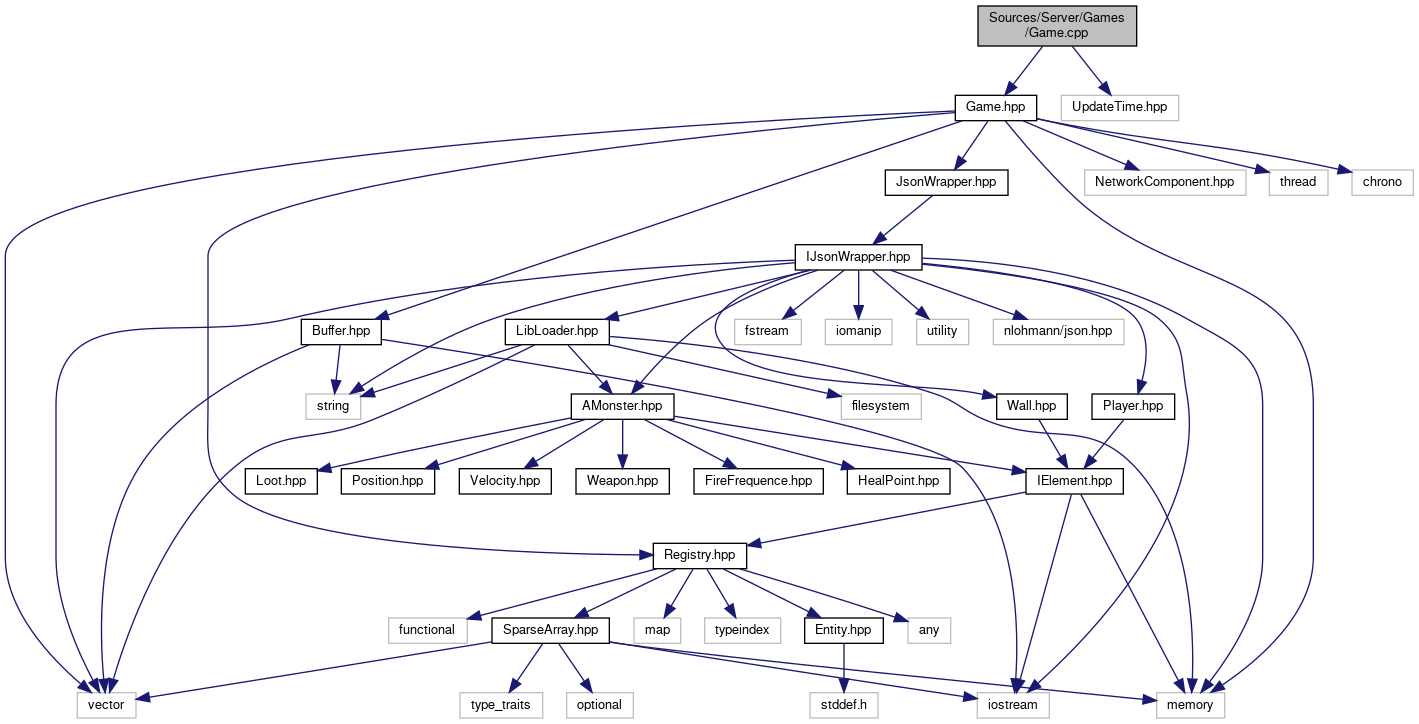 Sources/Server/Games
/Game.cpp
Game.hpp
UpdateTime.hpp
JsonWrapper.hpp
NetworkComponent.hpp
thread
chrono
IJsonWrapper.hpp
Buffer.hpp
LibLoader.hpp
fstream
iomanip
utility
nlohmann/json.hpp
string
AMonster.hpp
filesystem
Wall.hpp
Player.hpp
Loot.hpp
Position.hpp
Velocity.hpp
Weapon.hpp
FireFrequence.hpp
HealPoint.hpp
IElement.hpp
Registry.hpp
functional
SparseArray.hpp
map
typeindex
Entity.hpp
any
vector
type_traits
optional
stddef.h
iostream
memory